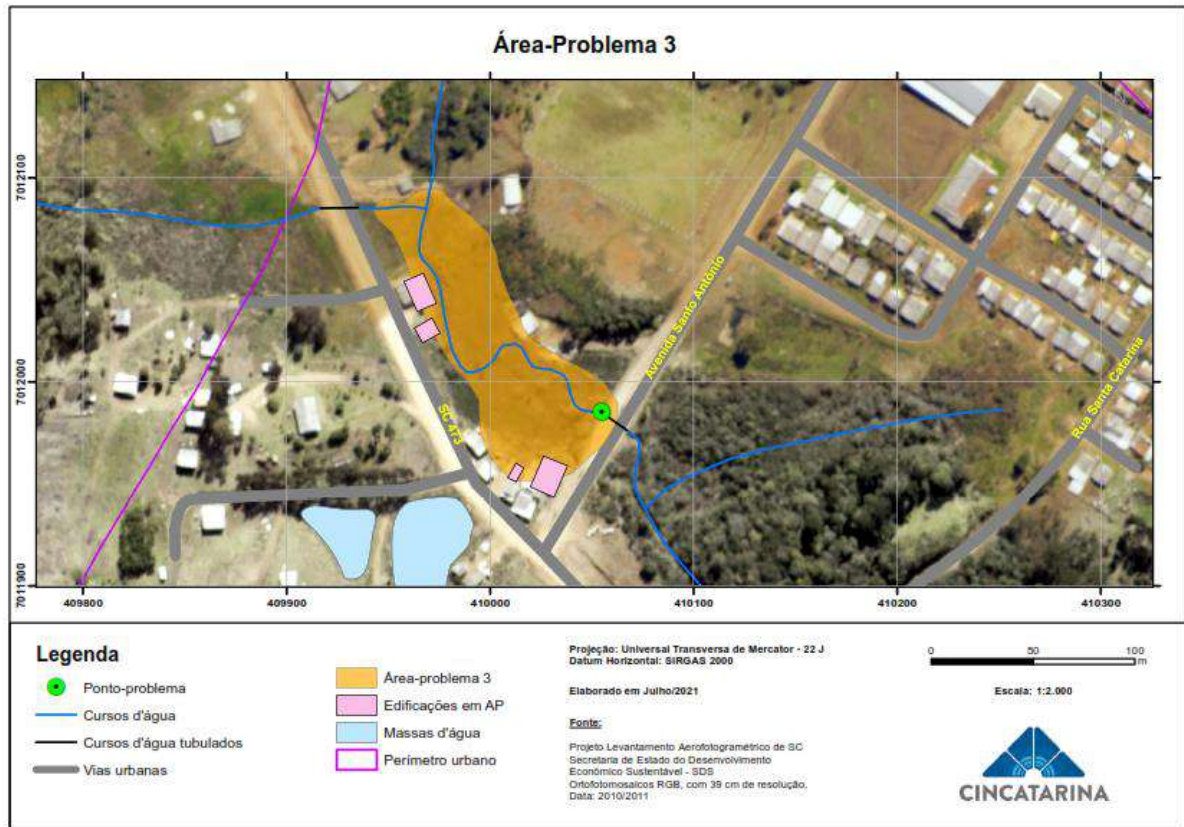 Área-Problema 3
7012100
7012000
7011900
Avenida Santo Antônio
Rua Santa Catarina
SC 473
409800
409900
410000
410100
410200
410300
Legenda
Ponto-problema
Cursos d'água
Cursos d'água tubulados
Vias urbanas
Área-problema 3
Edificações em AP
Massas d'água
Perímetro urbano
Projeção: Universal Transversa de Mercator - 22 J
Datum Horizontal: SIRGAS 2000
Elaborado em Julho/2021
Fonte:
Projeto Levantamento Aerofotogramétrico de SC
Secretaria de Estado do Desenvolvimento
Econômico Sustentável - SDS
Ortofotomosaicos RGB, com 39 cm de resolução.
Data: 2010/2011
0 50 100
m
Escala: 1:2.000
CINCATARINA